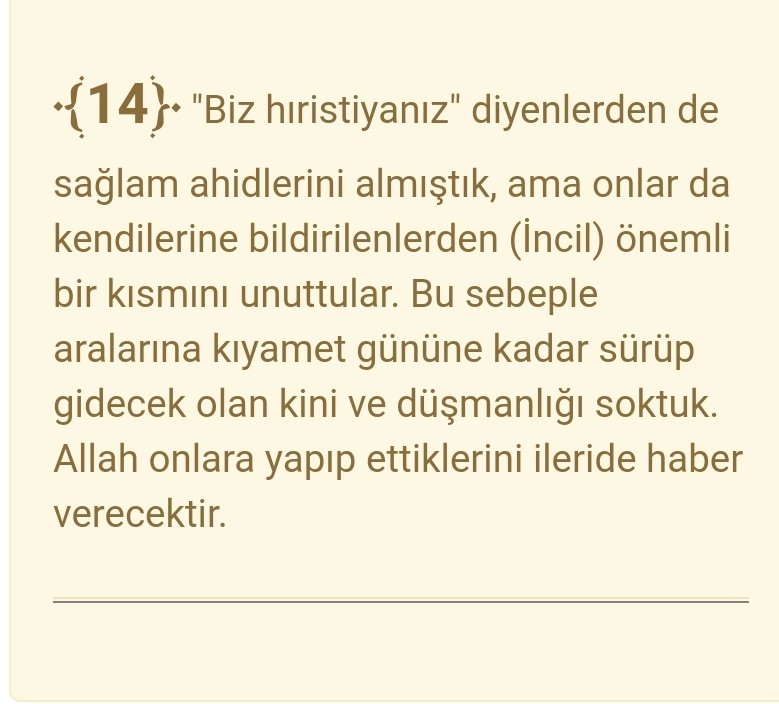 {14} "Biz hıristiyanız" diyenlerden de
sağlam ahidlerini almıştık, ama onlar da
kendilerine bildirilenlerden (İncil) önemli
bir kısmını unuttular. Bu sebeple
aralarına kıyamet gününe kadar sürüp
gidecek olan kini ve düşmanlığı soktuk.
Allah onlara yapıp ettiklerini ileride haber
verecektir.